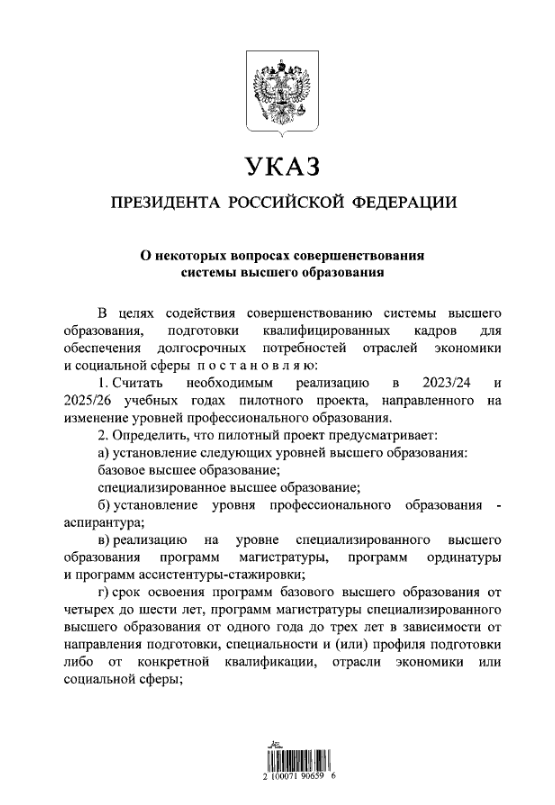 УКАЗ
ПРЕЗИДЕНТА РОССИЙСКОЙ ФЕДЕРАЦИИ
О некоторых вопросах совершенствования
системы высшего образования
В целях содействия совершенствованию системы высшего
образования, подготовки квалифицированных кадров для
обеспечения долгосрочных потребностей отраслей экономики
и социальной сферы п о с т а н о в л я ю:
1. Считать необходимым реализацию в 2023/24 и
2025/26 учебных годах пилотного проекта, направленного на
изменение уровней профессионального образования.
2. Определить, что пилотный проект предусматривает:
а) установление следующих уровней высшего образования:
базовое высшее образование;
специализированное высшее образование;
б) установление уровня профессионального образования -
аспирантура;
в) реализацию на уровне специализированного высшего
образования программ магистратуры, программ ординатуры
и программ ассистентуры-стажировки;
г) срок освоения программ базового высшего образования от
четырех до шести лет, программ магистратуры специализированного
высшего образования от одного года до трех лет в зависимости от
направления подготовки, специальности и (или) профиля подготовки
либо от конкретной квалификации, отрасли экономики или
социальной сферы;
2 100071 90659 6